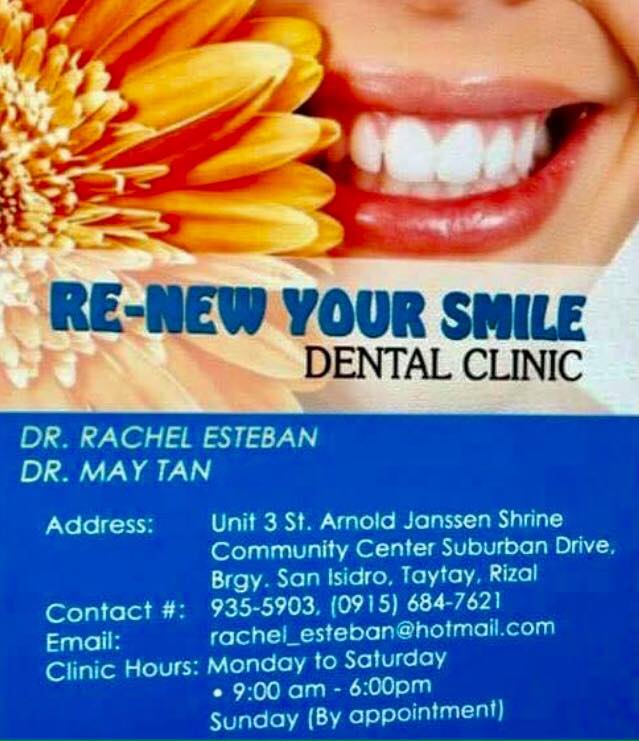 RE-NEW YOUR SMILE
DENTAL CLINIC
DR. RACHEL ESTEBAN
DR. MAY TAN
Address: Unit 3 St. Arnold Janssen Shrine
Community Center Suburban Drive,
Brgy. San Isidro, Taytay, Rizal
Contact #: 935-5903, (0915) 684-7621
Email: rachel_esteban@hotmail.com
Clinic Hours: Monday to Saturday
• 9:00 am - 6:00pm
Sunday (By appointment)